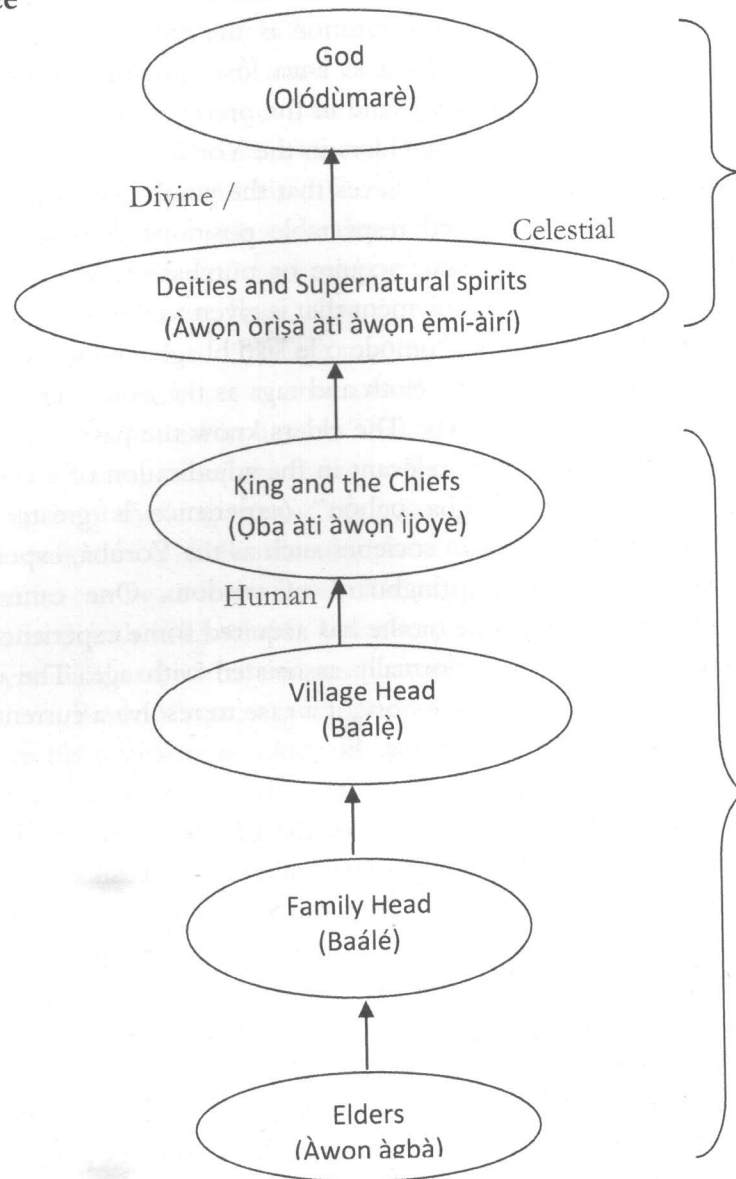 God
(Olódùmarè)
Divine /
Celestial
Deities and Supernatural spirits
(Àwọn òrìṣà àti àwọn ẹ̀mí-àìrí)
King and the Chiefs
(Ọba àti àwọn ìjòyè)
Human /
Village Head
(Baálẹ̀)
Family Head
(Baálé)
Elders
(Àwọn àgbà)